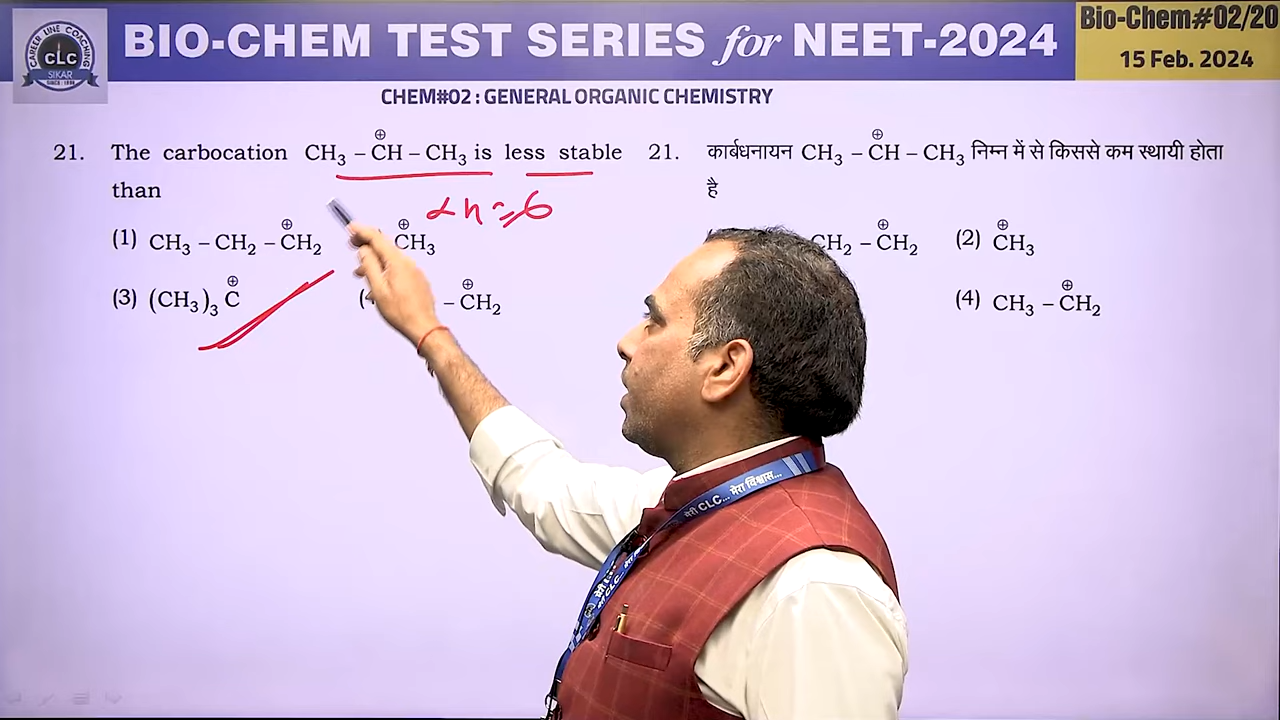 CAREER LINE COACHING
CLC
SIKAR
SINCE : 1996
BIO-CHEM TEST SERIES for NEET-2024
Bio-Chem#02/20
15 Feb. 2024
CHEM#02 : GENERAL ORGANIC CHEMISTRY
21. The carbocation CH₃ – C⊕H – CH₃ is less stable
than
αH = 6
(1) CH₃ – CH₂ – C⊕H₂ C⊕H₃
(3) (CH₃)₃ C⊕ – C⊕H₂
21. कार्बधनायन CH₃ – C⊕H – CH₃ निम्न में से किससे कम स्थायी होता
है
CH₂ – C⊕H₂ (2) C⊕H₃
(4) CH₃ – C⊕H₂
मेरी CLC... मेरा विश्वास...